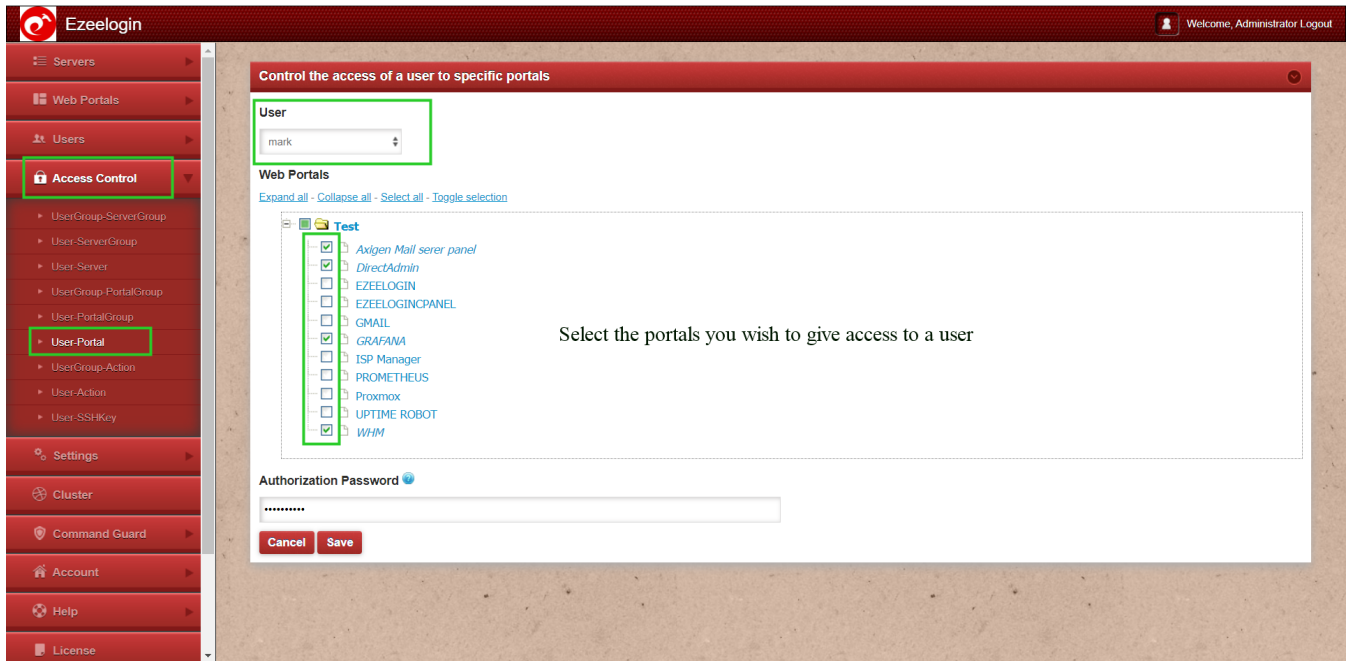 Ezeelogin
Welcome, Administrator Logout
Servers
Web Portals
Users
Access Control
UserGroup-ServerGroup
User-ServerGroup
User-Server
UserGroup-PortalGroup
User-PortalGroup
User-Portal
UserGroup-Action
User-Action
User-SSHKey
Settings
Cluster
Command Guard
Account
Help
License
Control the access of a user to specific portals
User
mark
Web Portals
Expand all - Collapse all - Select all - Toggle selection
Test
Axigen Mail serer panel
DirectAdmin
EZEELOGIN
EZEELOGINCPANEL
GMAIL
GRAFANA
ISP Manager
PROMETHEUS
Proxmox
UPTIME ROBOT
WHM
Select the portals you wish to give access to a user
Authorization Password
••••••••••
Cancel Save